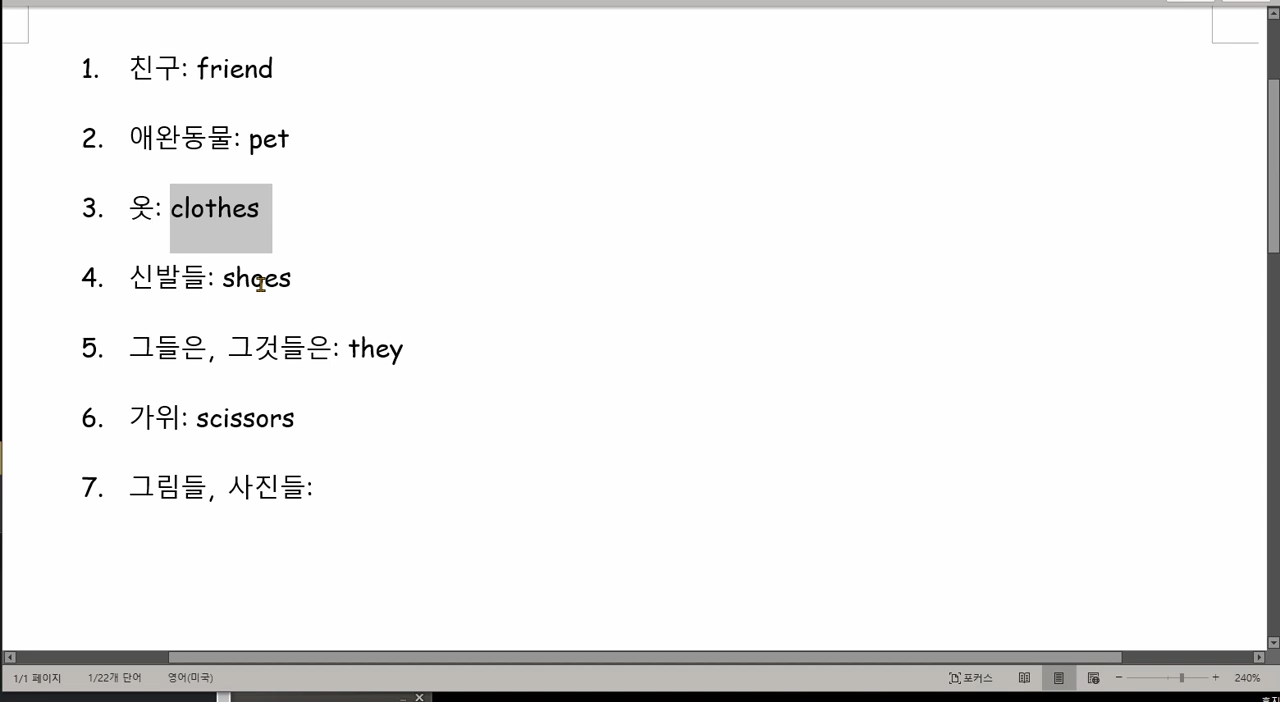 1. 친구: friend
2. 애완동물: pet
3. 옷: clothes
4. 신발들: shoes
5. 그들은, 그것들은: they
6. 가위: scissors
7. 그림들, 사진들:
1/1 페이지 1/22개 단어 영어(미국) 포커스 − + 240%